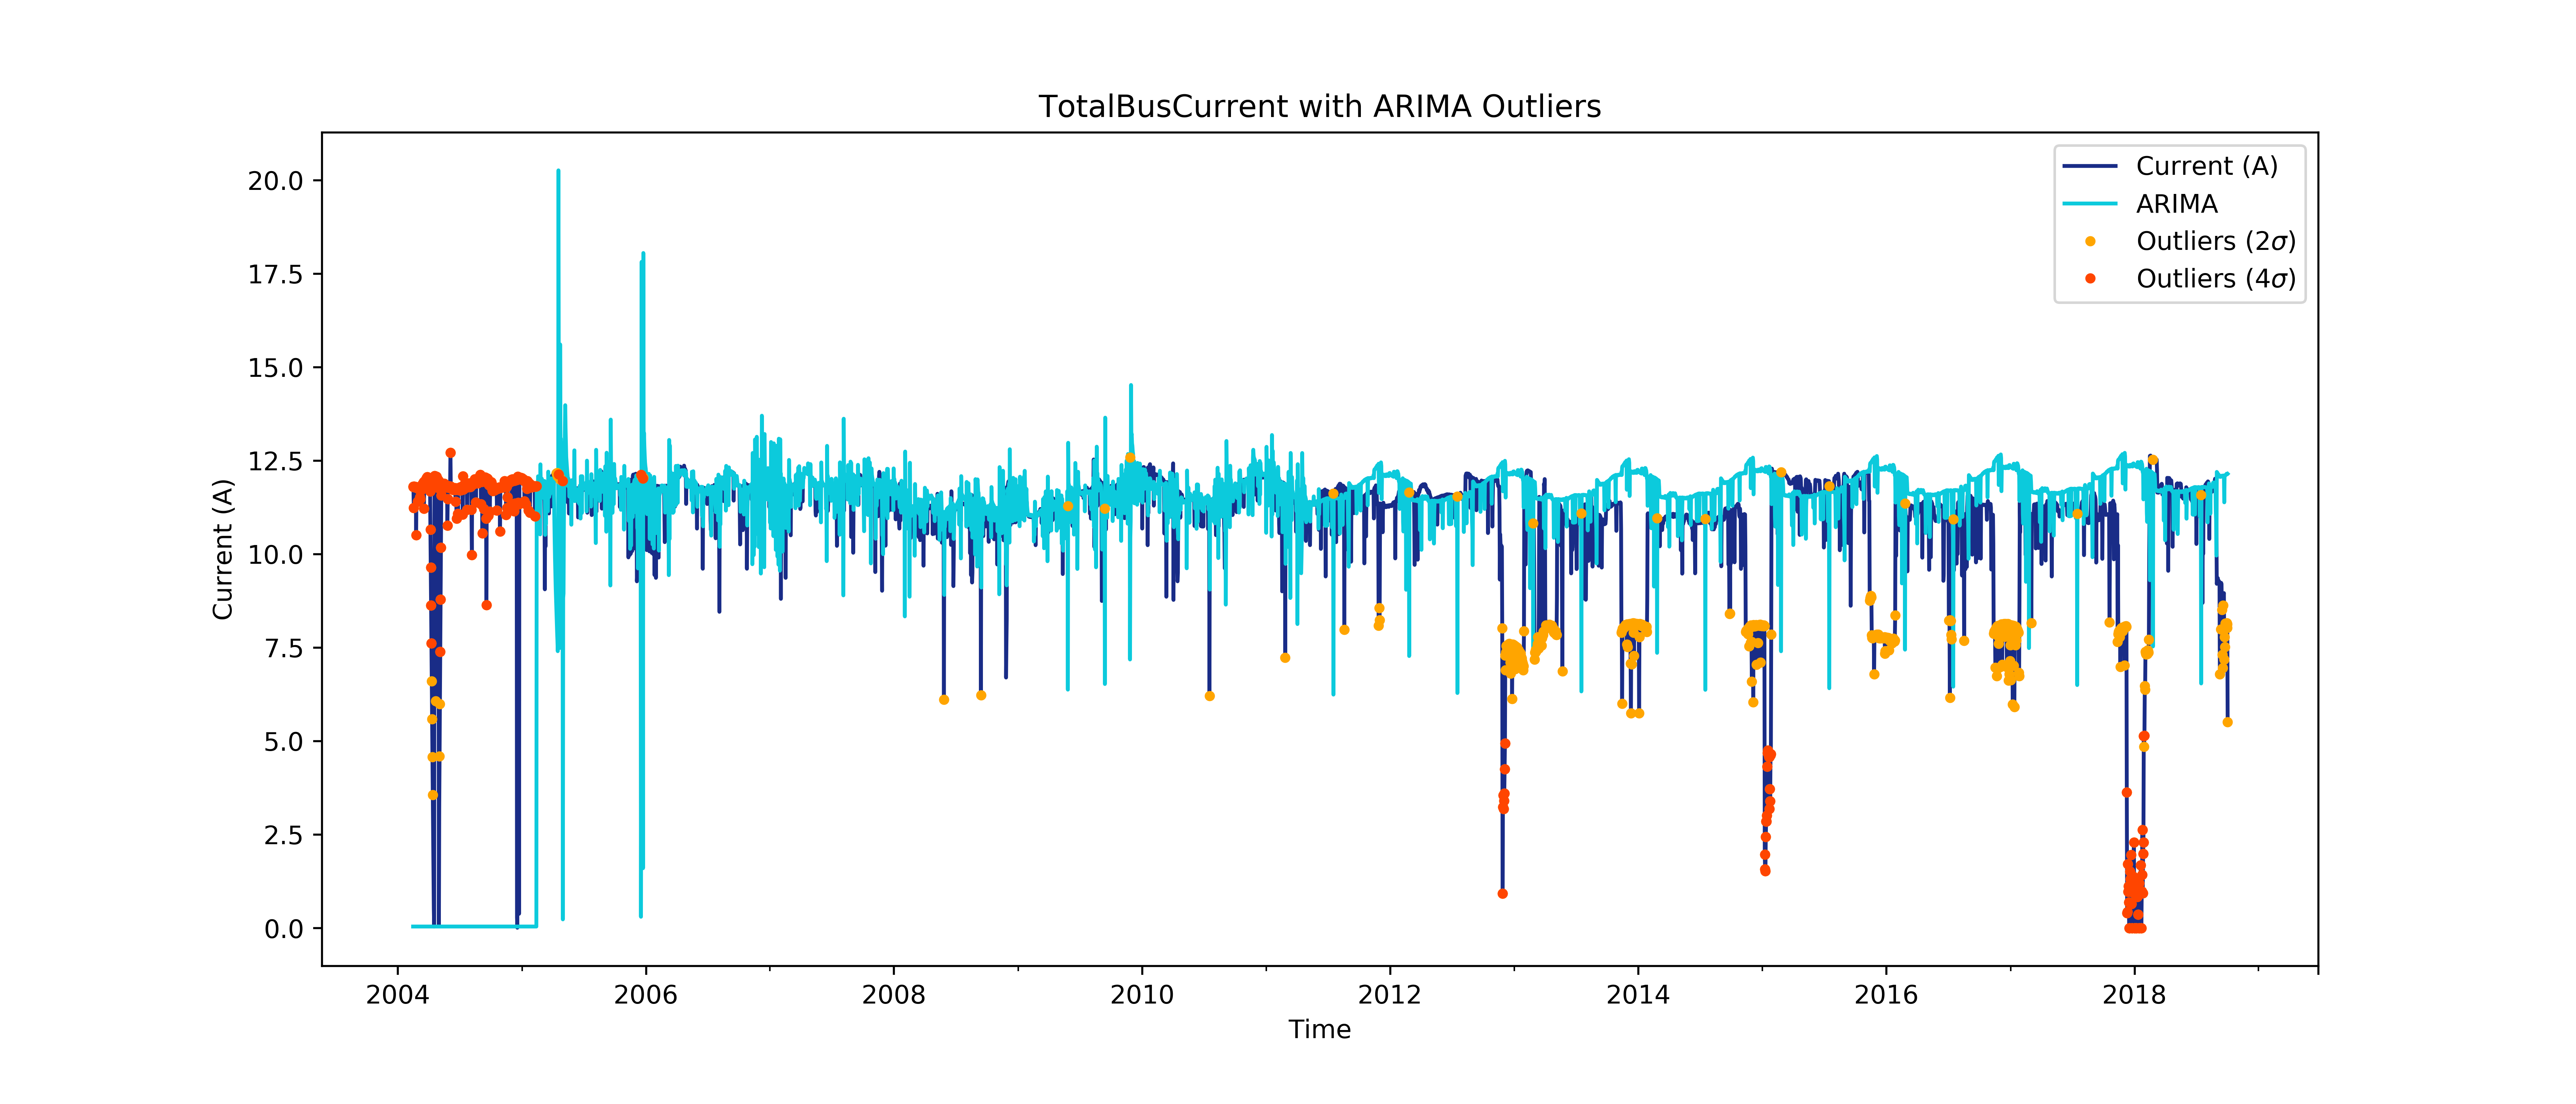 TotalBusCurrent with ARIMA Outliers
Current (A)
ARIMA
Outliers (2σ)
Outliers (4σ)
20.0
17.5
15.0
12.5
10.0
7.5
5.0
2.5
0.0
Current (A)
2004 2006 2008 2010 2012 2014 2016 2018
Time